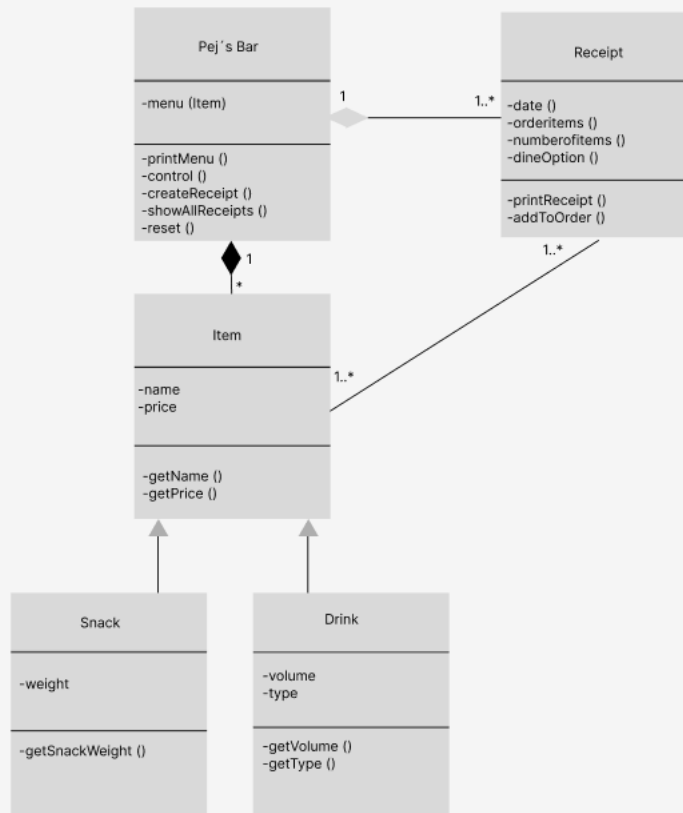 Pej´s Bar
-menu (Item)
-printMenu ()
-control ()
-createReceipt ()
-showAllReceipts ()
-reset ()
1
1..*
Receipt
-date ()
-orderitems ()
-numberofitems ()
-dineOption ()
-printReceipt ()
-addToOrder ()
1..*
1
*
Item
-name
-price
-getName ()
-getPrice ()
1..*
Snack
-weight
-getSnackWeight ()
Drink
-volume
-type
-getVolume ()
-getType ()